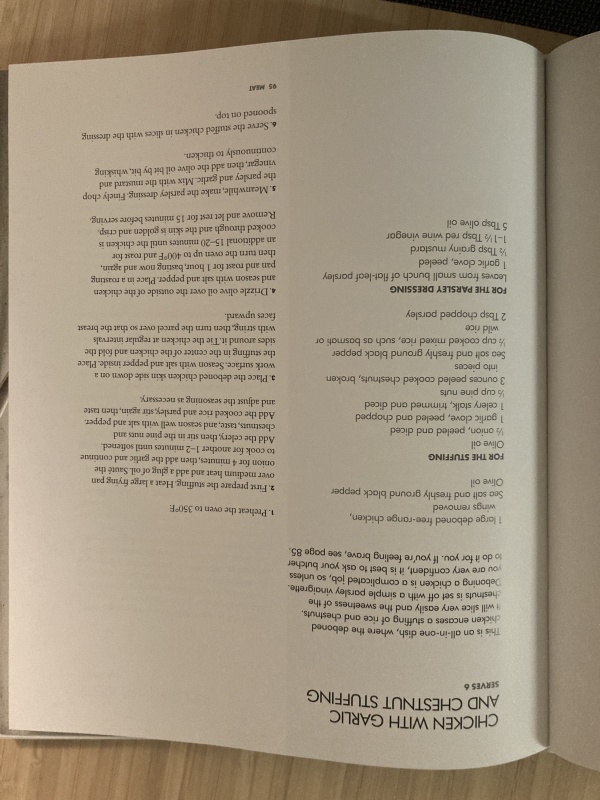 CHICKEN WITH GARLIC
AND CHESTNUT STUFFING
SERVES 6
This is an all-in-one dish, where the deboned
chicken encases a stuffing of rice and chestnuts.
It will slice very easily and the sweetness of the
chestnuts is set off with a simple parsley vinaigrette.
Deboning a chicken is a complicated job, so unless
you are very confident, it is best to ask your butcher
to do it for you. If you're feeling brave, see page 85.
1 large deboned free-range chicken,
wings removed
Sea salt and freshly ground black pepper
Olive oil
FOR THE STUFFING
Olive oil
½ onion, peeled and diced
1 garlic clove, peeled and chopped
1 celery stalk, trimmed and diced
½ cup pine nuts
3 ounces peeled cooked chestnuts, broken
into pieces
Sea salt and freshly ground black pepper
½ cup cooked mixed rice, such as basmati or
wild rice
2 Tbsp chopped parsley
FOR THE PARSLEY DRESSING
Leaves from small bunch of flat-leaf parsley
1 garlic clove, peeled
½ Tbsp grainy mustard
1–1½ Tbsp red wine vinegar
5 Tbsp olive oil
1. Preheat the oven to 350°F.
2. First prepare the stuffing. Heat a large frying pan
over medium heat and add a glug of oil. Sauté the
onion for 4 minutes, then add the garlic and continue
to cook for another 1–2 minutes until softened.
Add the celery, then stir in the pine nuts and
chestnuts, taste, and season well with salt and pepper.
Add the cooked rice and parsley, stir again, then taste
and adjust the seasoning as necessary.
3. Place the deboned chicken skin side down on a
work surface. Season with salt and pepper inside. Place
the stuffing in the center of the chicken and fold the
sides around it. Tie the chicken at regular intervals
with string, then turn the parcel over so that the breast
faces upward.
4. Drizzle olive oil over the outside of the chicken
and season with salt and pepper. Place in a roasting
pan and roast for 1 hour, basting now and again,
then turn the oven up to 400°F and roast for
an additional 15–20 minutes until the chicken is
cooked through and the skin is golden and crisp.
Remove and let rest for 15 minutes before serving.
5. Meanwhile, make the parsley dressing. Finely chop
the parsley and garlic. Mix with the mustard and
vinegar, then add the olive oil bit by bit, whisking
continuously to thicken.
6. Serve the stuffed chicken in slices with the dressing
spooned on top.
95 MEAT